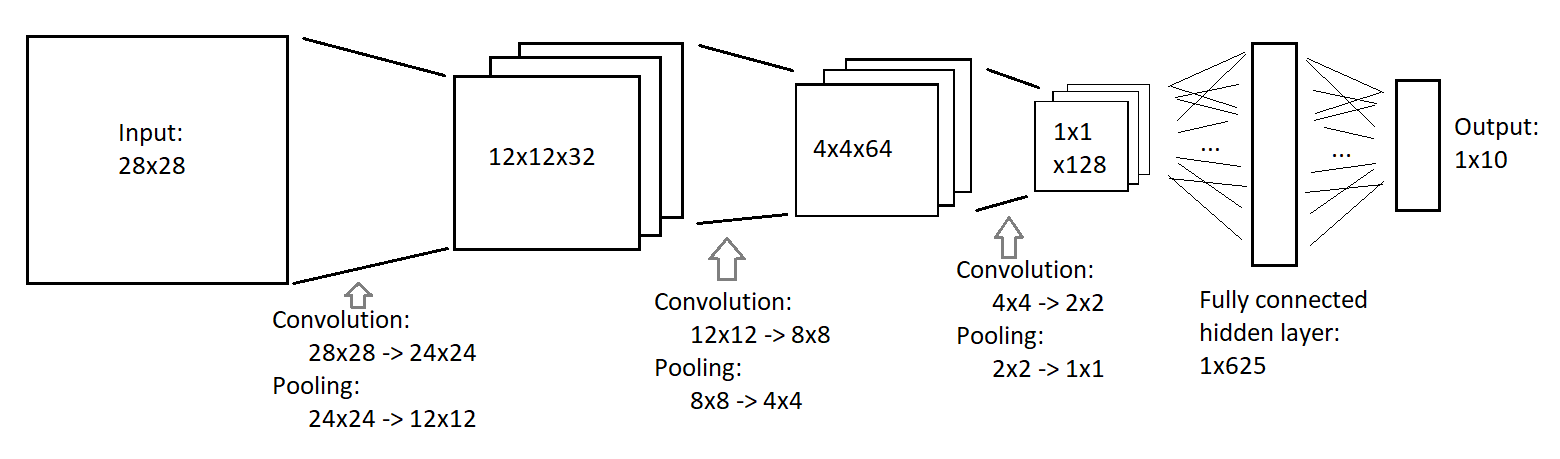 Input:
28x28
12x12x32
4x4x64
1x1
x128
...
...
Output:
1x10
Convolution:
28x28 -> 24x24
Pooling:
24x24 -> 12x12
Convolution:
12x12 -> 8x8
Pooling:
8x8 -> 4x4
Convolution:
4x4 -> 2x2
Pooling:
2x2 -> 1x1
Fully connected
hidden layer:
1x625